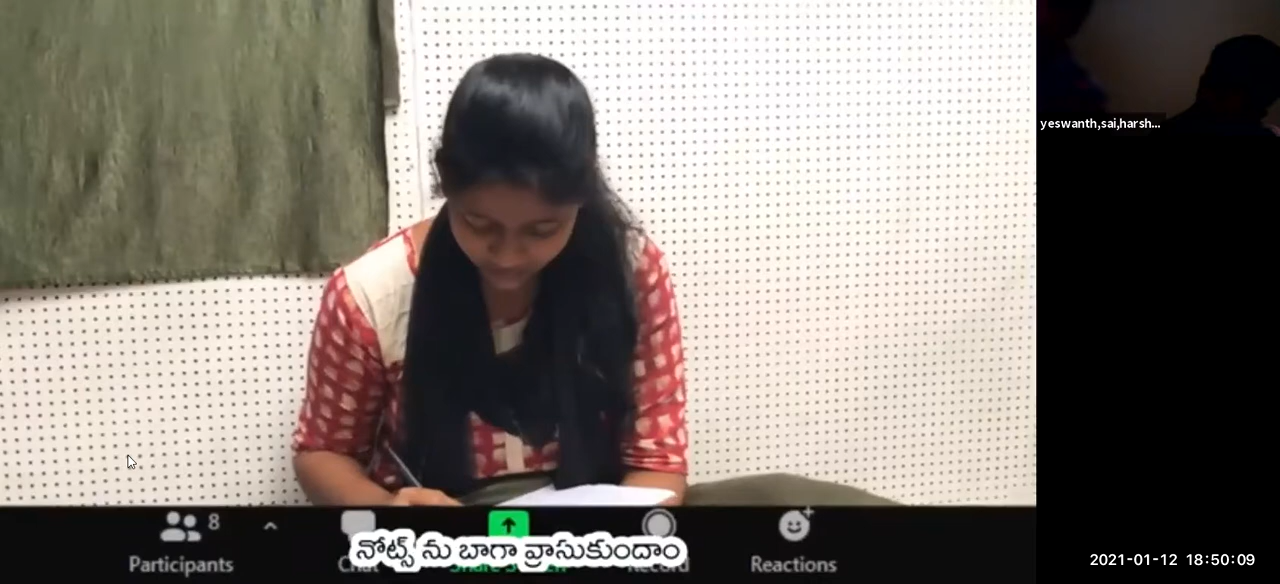 yeswanth,sai,harsh...
8
Participants
నోట్స్ ను బాగా వ్రాసుకుందాం
Reactions
2021-01-12 18:50:09